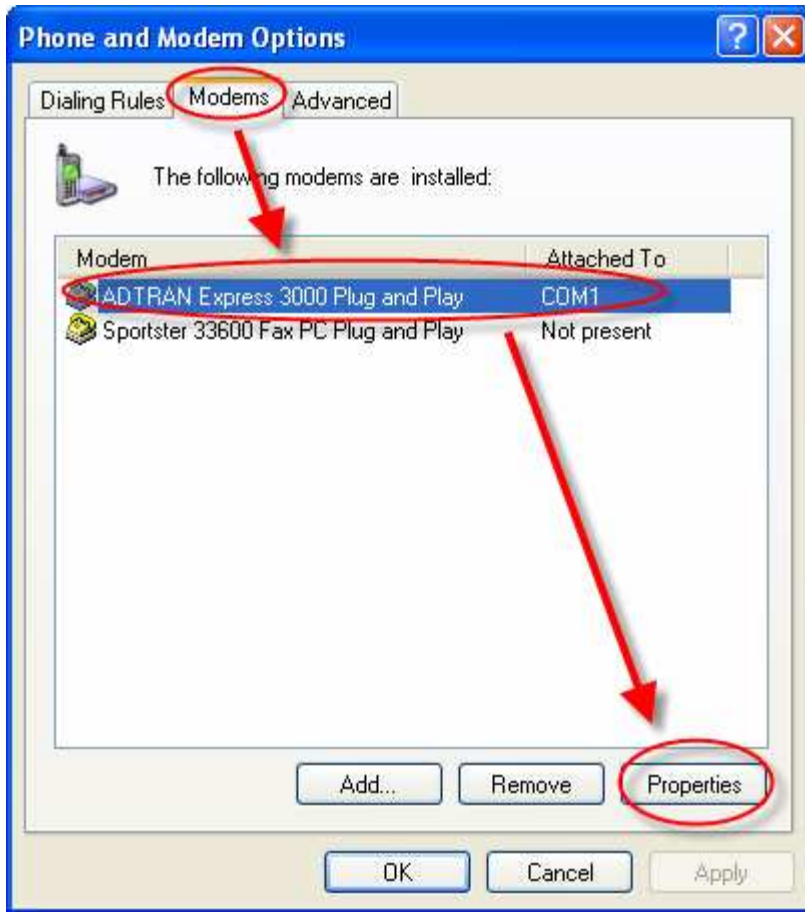 Phone and Modem Options
Dialing Rules Modems Advanced
The following modems are installed:
Modem Attached To
ADTRAN Express 3000 Plug and Play COM1
Sportster 33600 Fax PC Plug and Play Not present
Add... Remove Properties
OK Cancel Apply